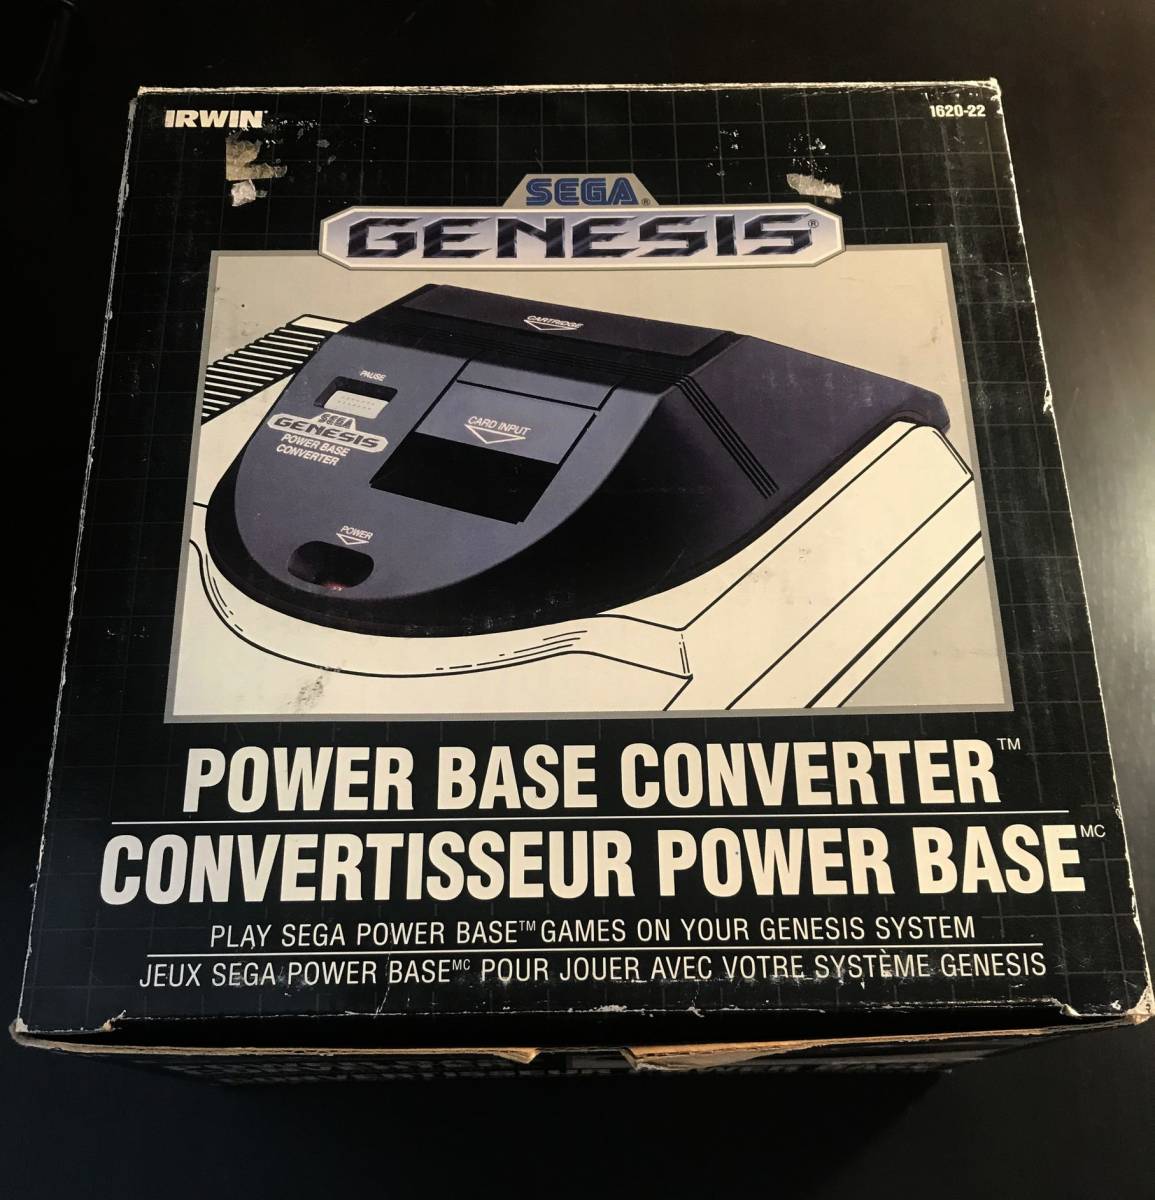 IRWIN
1620-22
SEGA®
GENESIS®
CARTRIDGE
PAUSE
SEGA
GENESIS
POWER BASE
CONVERTER
CARD INPUT
POWER
POWER BASE CONVERTER™
CONVERTISSEUR POWER BASE MC
PLAY SEGA POWER BASE™ GAMES ON YOUR GENESIS SYSTEM
JEUX SEGA POWER BASE MC POUR JOUER AVEC VOTRE SYSTÈME GENESIS